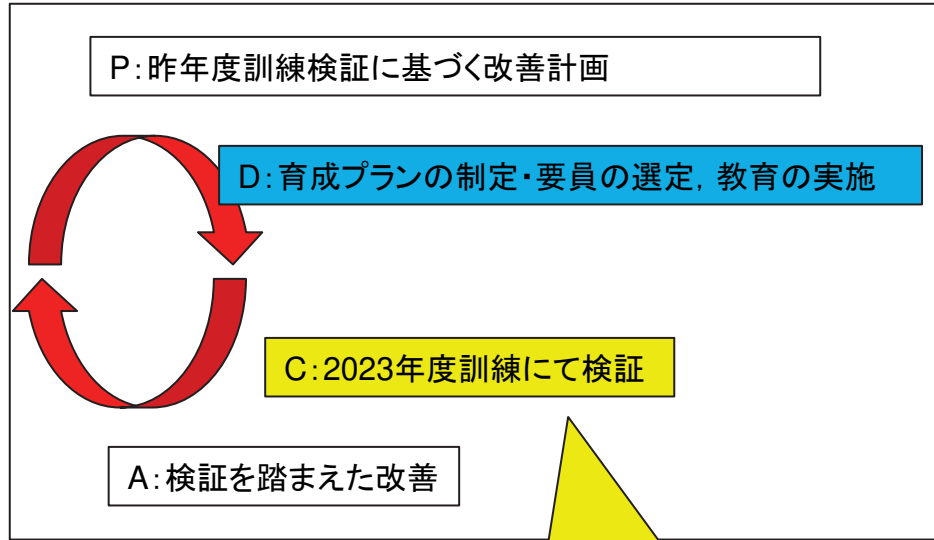 P:昨年度訓練検証に基づく改善計画
D:育成プランの制定・要員の選定,教育の実施
C:2023年度訓練にて検証
A:検証を踏まえた改善